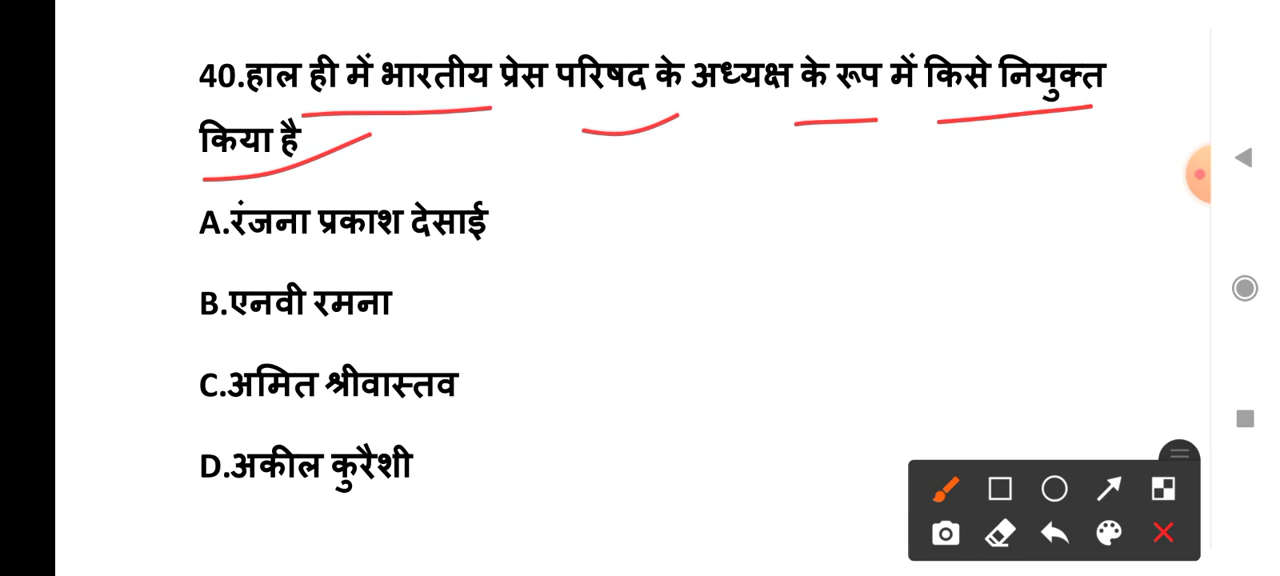 40.हाल ही में भारतीय प्रेस परिषद के अध्यक्ष के रूप में किसे नियुक्त
किया है
A.रंजना प्रकाश देसाई
B.एनवी रमना
C.अमित श्रीवास्तव
D.अकील कुरैशी